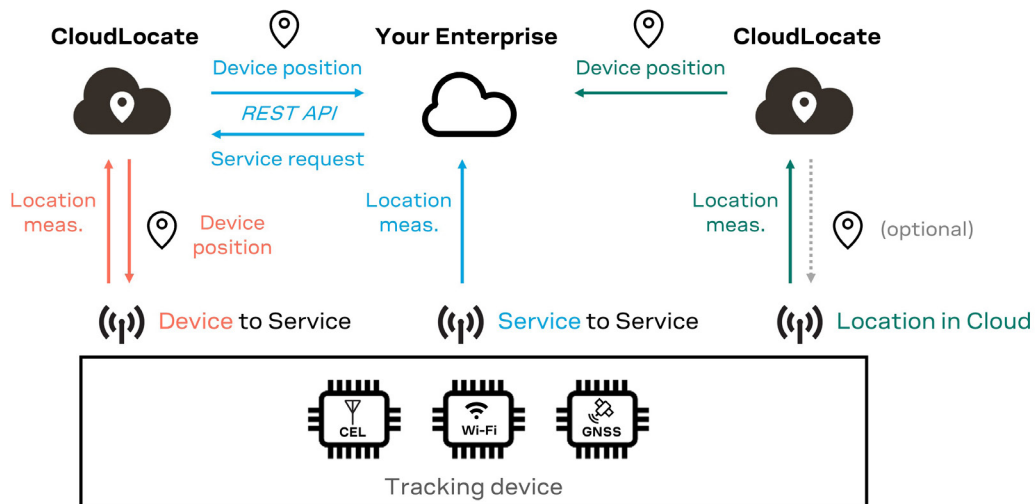 CloudLocate
Your Enterprise
CloudLocate
Device position
REST API
Service request
Device position
Location
meas.
Device
position
Location
meas.
Location
meas.
(optional)
Device to Service
Service to Service
Location in Cloud
CEL
Wi-Fi
GNSS
Tracking device